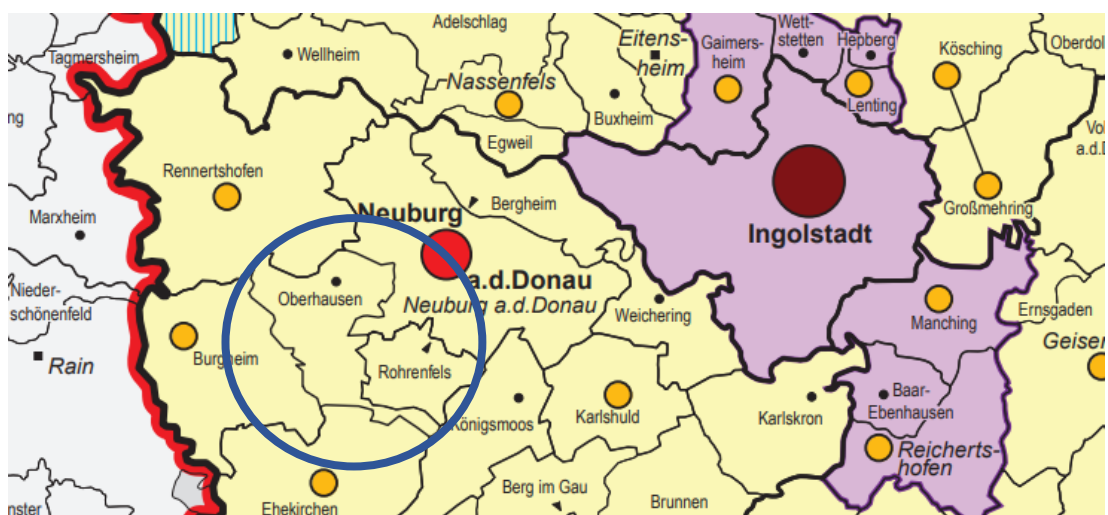 Adelschlag
Wett-
stetten
Eitens-
heim
Gaimers-
heim
Hepberg
Kösching
Oberdol
Tagmersheim
Wellheim
Nassenfels
Lenting
Buxheim
Egweil
ng
Vo
a.d.D
Rennertshofen
Bergheim
Großmehring
Marxheim
Neuburg
a.d.Donau
Ingolstadt
Neuburg a.d.Donau
Oberhausen
Nieder-
schönenfeld
Weichering
Manching
Ernsgaden
Burgheim
Geisen
Rain
Rohrenfels
Baar-
Ebenhausen
Königsmoos
Karlshuld
Karlskron
Reicherts-
hofen
Berg im Gau
Brunnen
Ehekirchen
nster